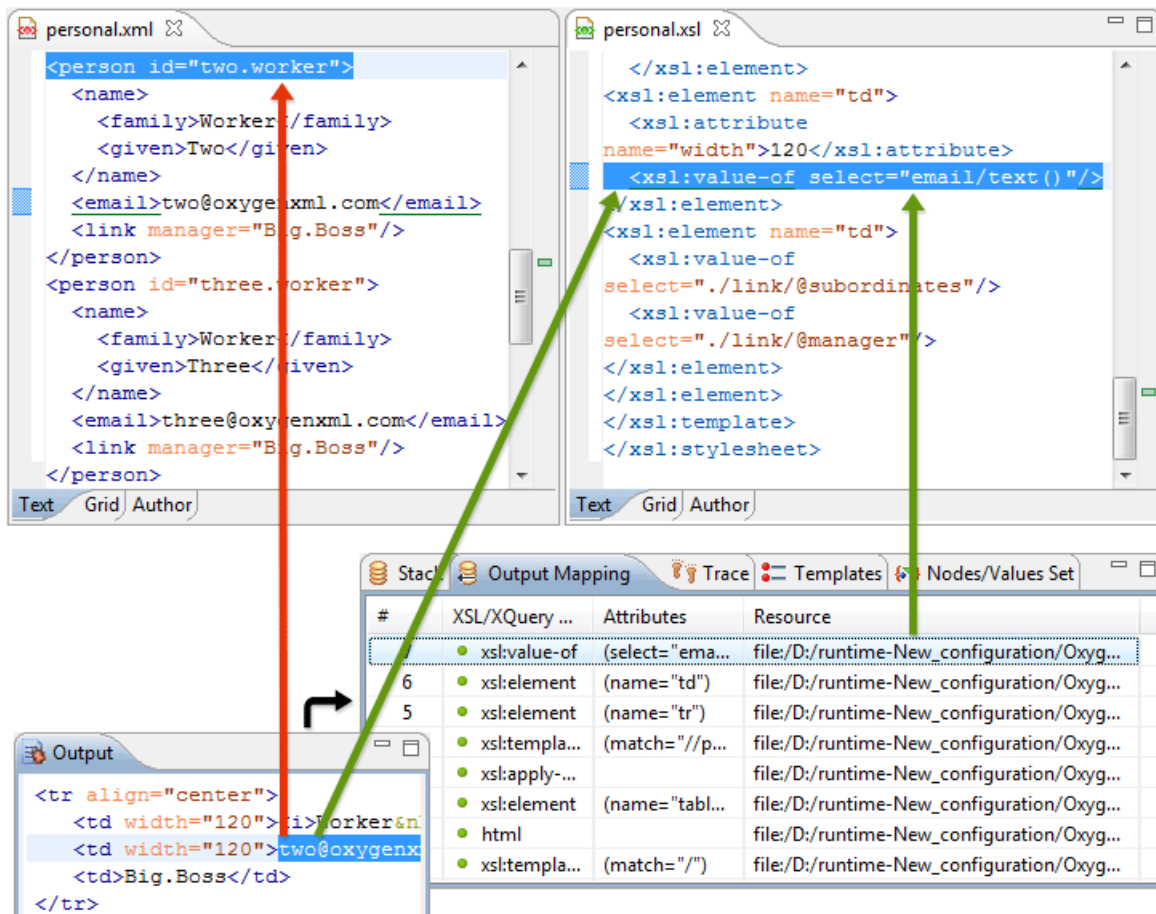 personal.xml
<person id="two.worker">
<name>
<family>Worker</family>
<given>Two</given>
</name>
<email>two@oxygenxml.com</email>
<link manager="Big.Boss"/>
</person>
<person id="three.worker">
<name>
<family>Worker</family>
<given>Three</given>
</name>
<email>three@oxygenxml.com</email>
<link manager="Big.Boss"/>
</person>
Text Grid Author
personal.xsl
</xsl:element>
<xsl:element name="td">
<xsl:attribute
name="width">120</xsl:attribute>
<xsl:value-of select="email/text()"/>
</xsl:element>
<xsl:element name="td">
<xsl:value-of
select="./link/@subordinates"/>
<xsl:value-of
select="./link/@manager"/>
</xsl:element>
</xsl:element>
</xsl:template>
</xsl:stylesheet>
Text Grid Author
Stack Output Mapping Trace Templates Nodes/Values Set
# XSL/XQuery ... Attributes Resource
7 xsl:value-of (select="ema... file:/D:/runtime-New_configuration/Oxyg...
6 xsl:element (name="td") file:/D:/runtime-New_configuration/Oxyg...
5 xsl:element (name="tr") file:/D:/runtime-New_configuration/Oxyg...
xsl:templa... (match="//p... file:/D:/runtime-New_configuration/Oxyg...
xsl:apply-... file:/D:/runtime-New_configuration/Oxyg...
xsl:element (name="tabl... file:/D:/runtime-New_configuration/Oxyg...
html file:/D:/runtime-New_configuration/Oxyg...
xsl:templa... (match="/") file:/D:/runtime-New_configuration/Oxyg...
Output
<tr align="center">
<td width="120"><i>Worker&n
<td width="120">two@oxygenx
<td>Big.Boss</td>
</tr>